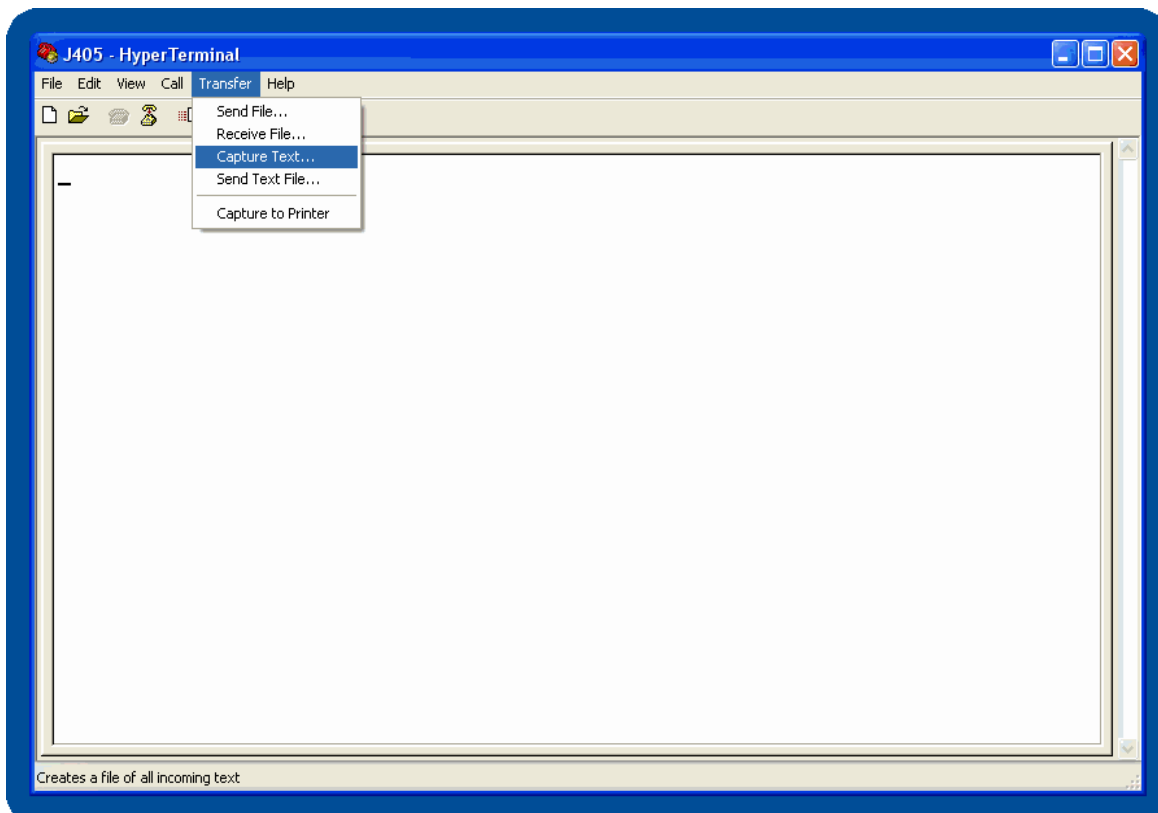 J405 - HyperTerminal
File Edit View Call Transfer Help
Send File...
Receive File...
Capture Text...
Send Text File...
Capture to Printer
Creates a file of all incoming text